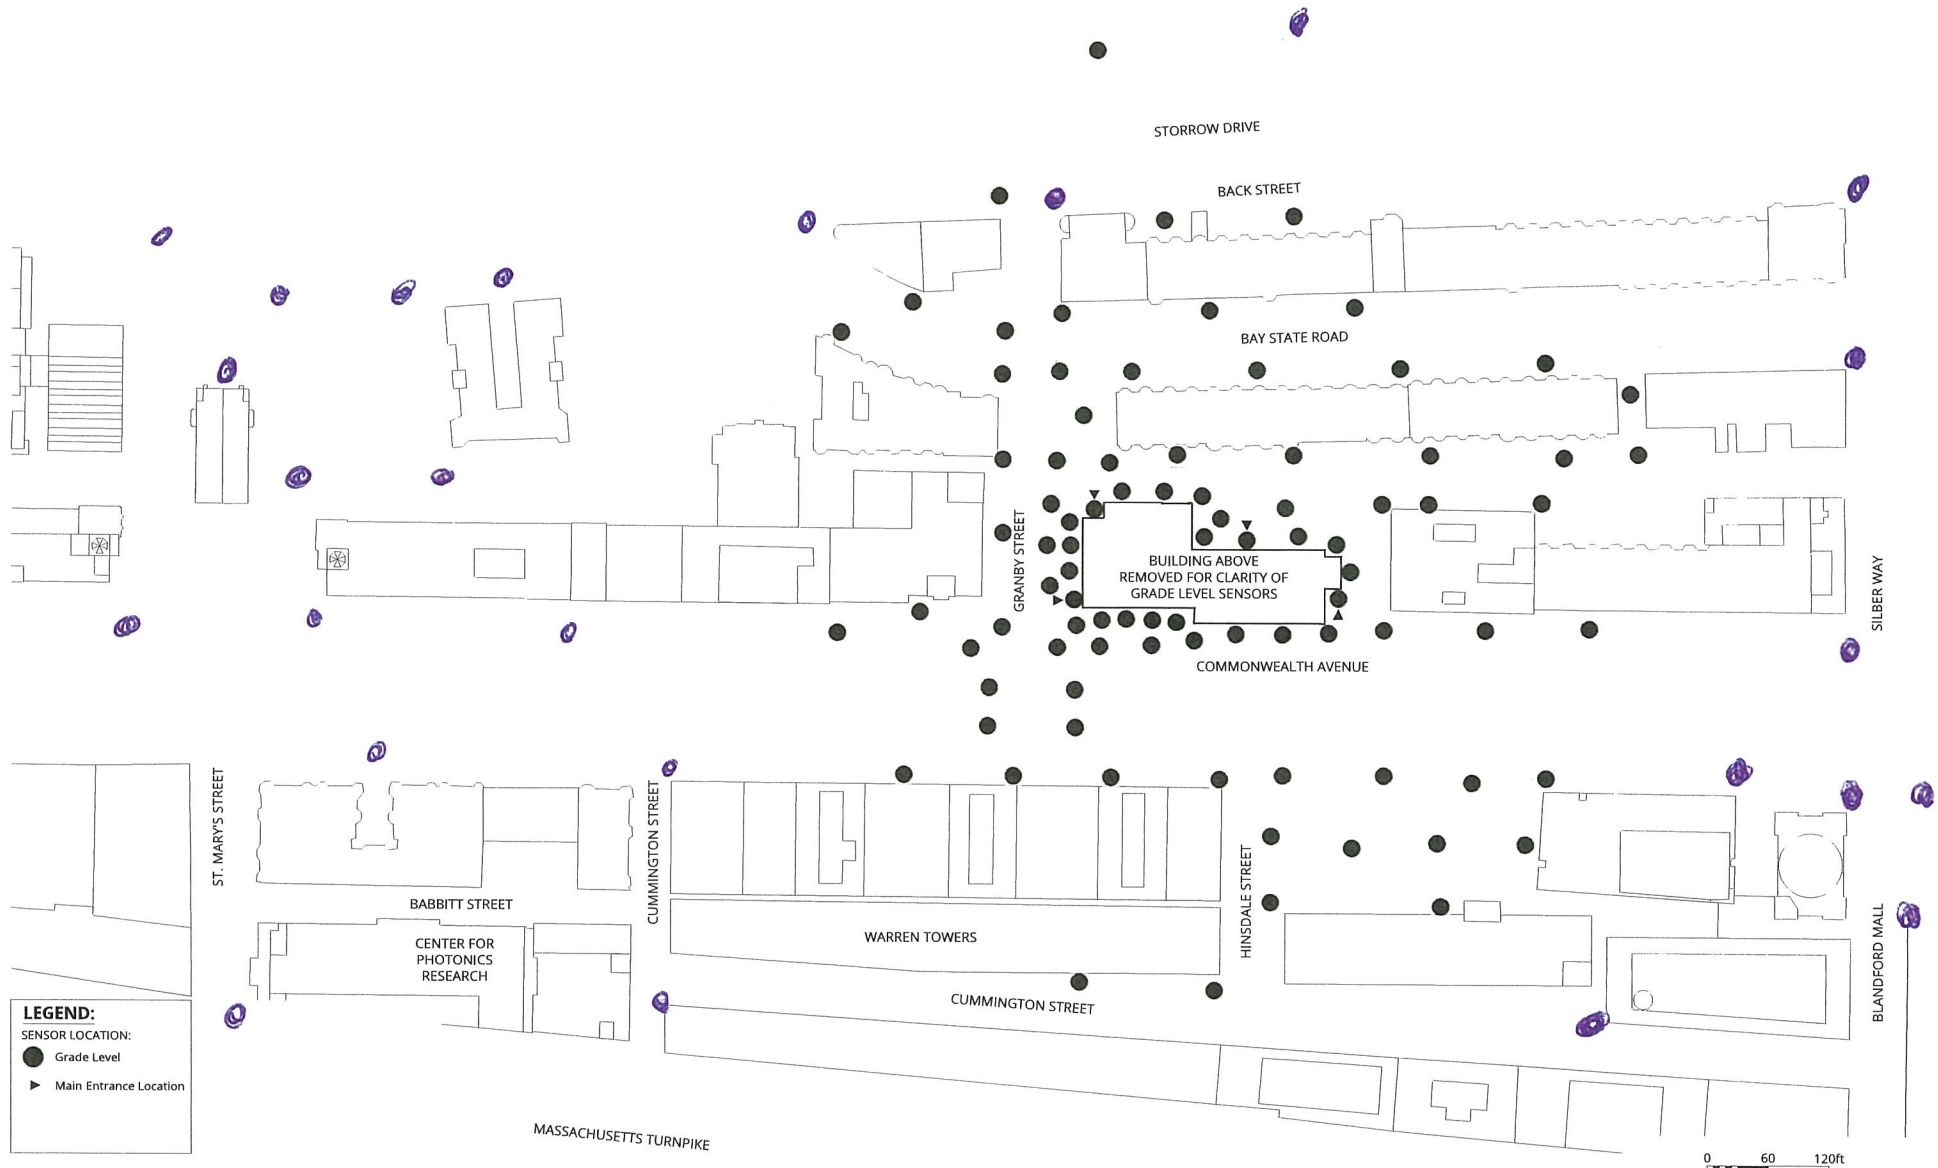 STORROW DRIVE
BACK STREET
BAY STATE ROAD
GRANBY STREET
BUILDING ABOVE
REMOVED FOR CLARITY OF
GRADE LEVEL SENSORS
SILBER WAY
COMMONWEALTH AVENUE
ST. MARY'S STREET
CUMMINGTON STREET
HINSDALE STREET
BABBITT STREET
WARREN TOWERS
CENTER FOR
PHOTONICS
RESEARCH
BLANDFORD MALL
CUMMINGTON STREET
LEGEND:
SENSOR LOCATION:
Grade Level
Main Entrance Location
MASSACHUSETTS TURNPIKE
0 60 120ft